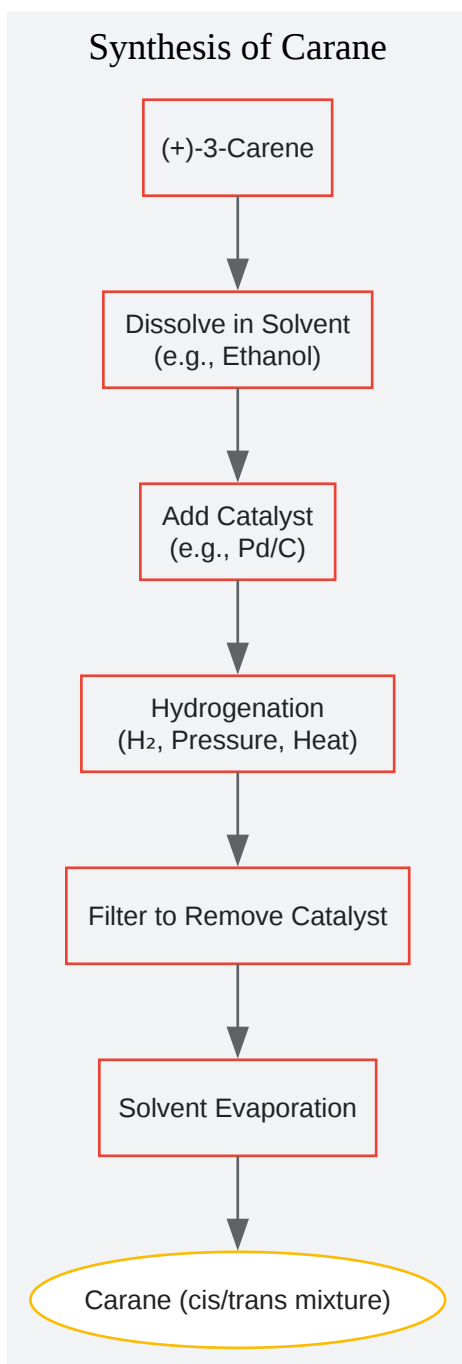 Synthesis of Carane
(+)-3-Carene
Dissolve in Solvent
(e.g., Ethanol)
Add Catalyst
(e.g., Pd/C)
Hydrogenation
(H₂, Pressure, Heat)
Filter to Remove Catalyst
Solvent Evaporation
Carane (cis/trans mixture)